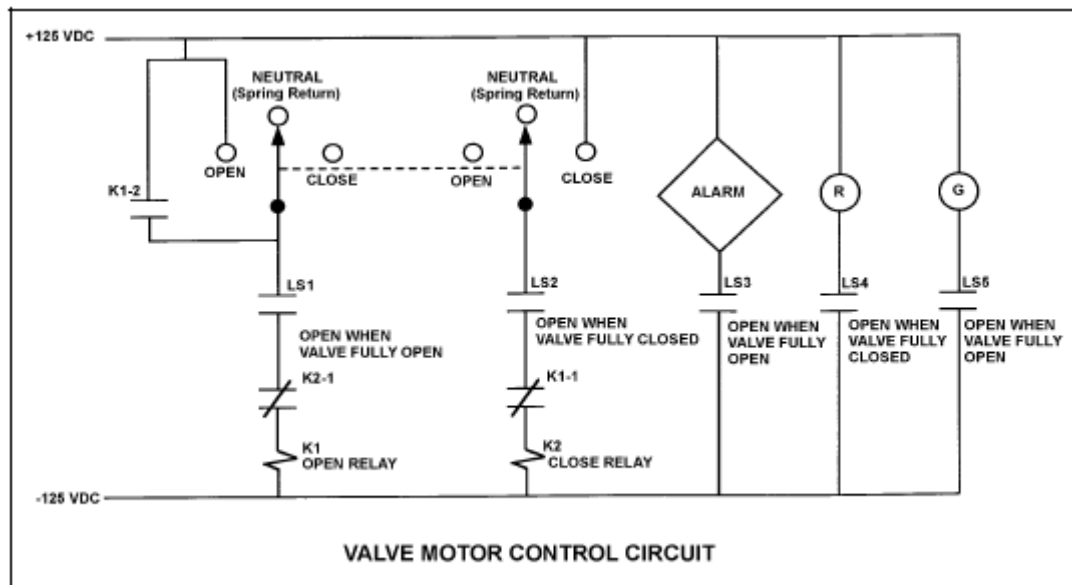 +125 VDC
NEUTRAL
(Spring Return)
NEUTRAL
(Spring Return)
OPEN
CLOSE
OPEN
CLOSE
ALARM
R
G
K1-2
LS1
LS2
LS3
LS4
LS5
OPEN WHEN
VALVE FULLY OPEN
OPEN WHEN
VALVE FULLY CLOSED
OPEN WHEN
VALVE FULLY
OPEN
OPEN WHEN
VALVE FULLY
CLOSED
OPEN WHEN
VALVE FULLY
OPEN
K2-1
K1-1
K1
OPEN RELAY
K2
CLOSE RELAY
-125 VDC
VALVE MOTOR CONTROL CIRCUIT